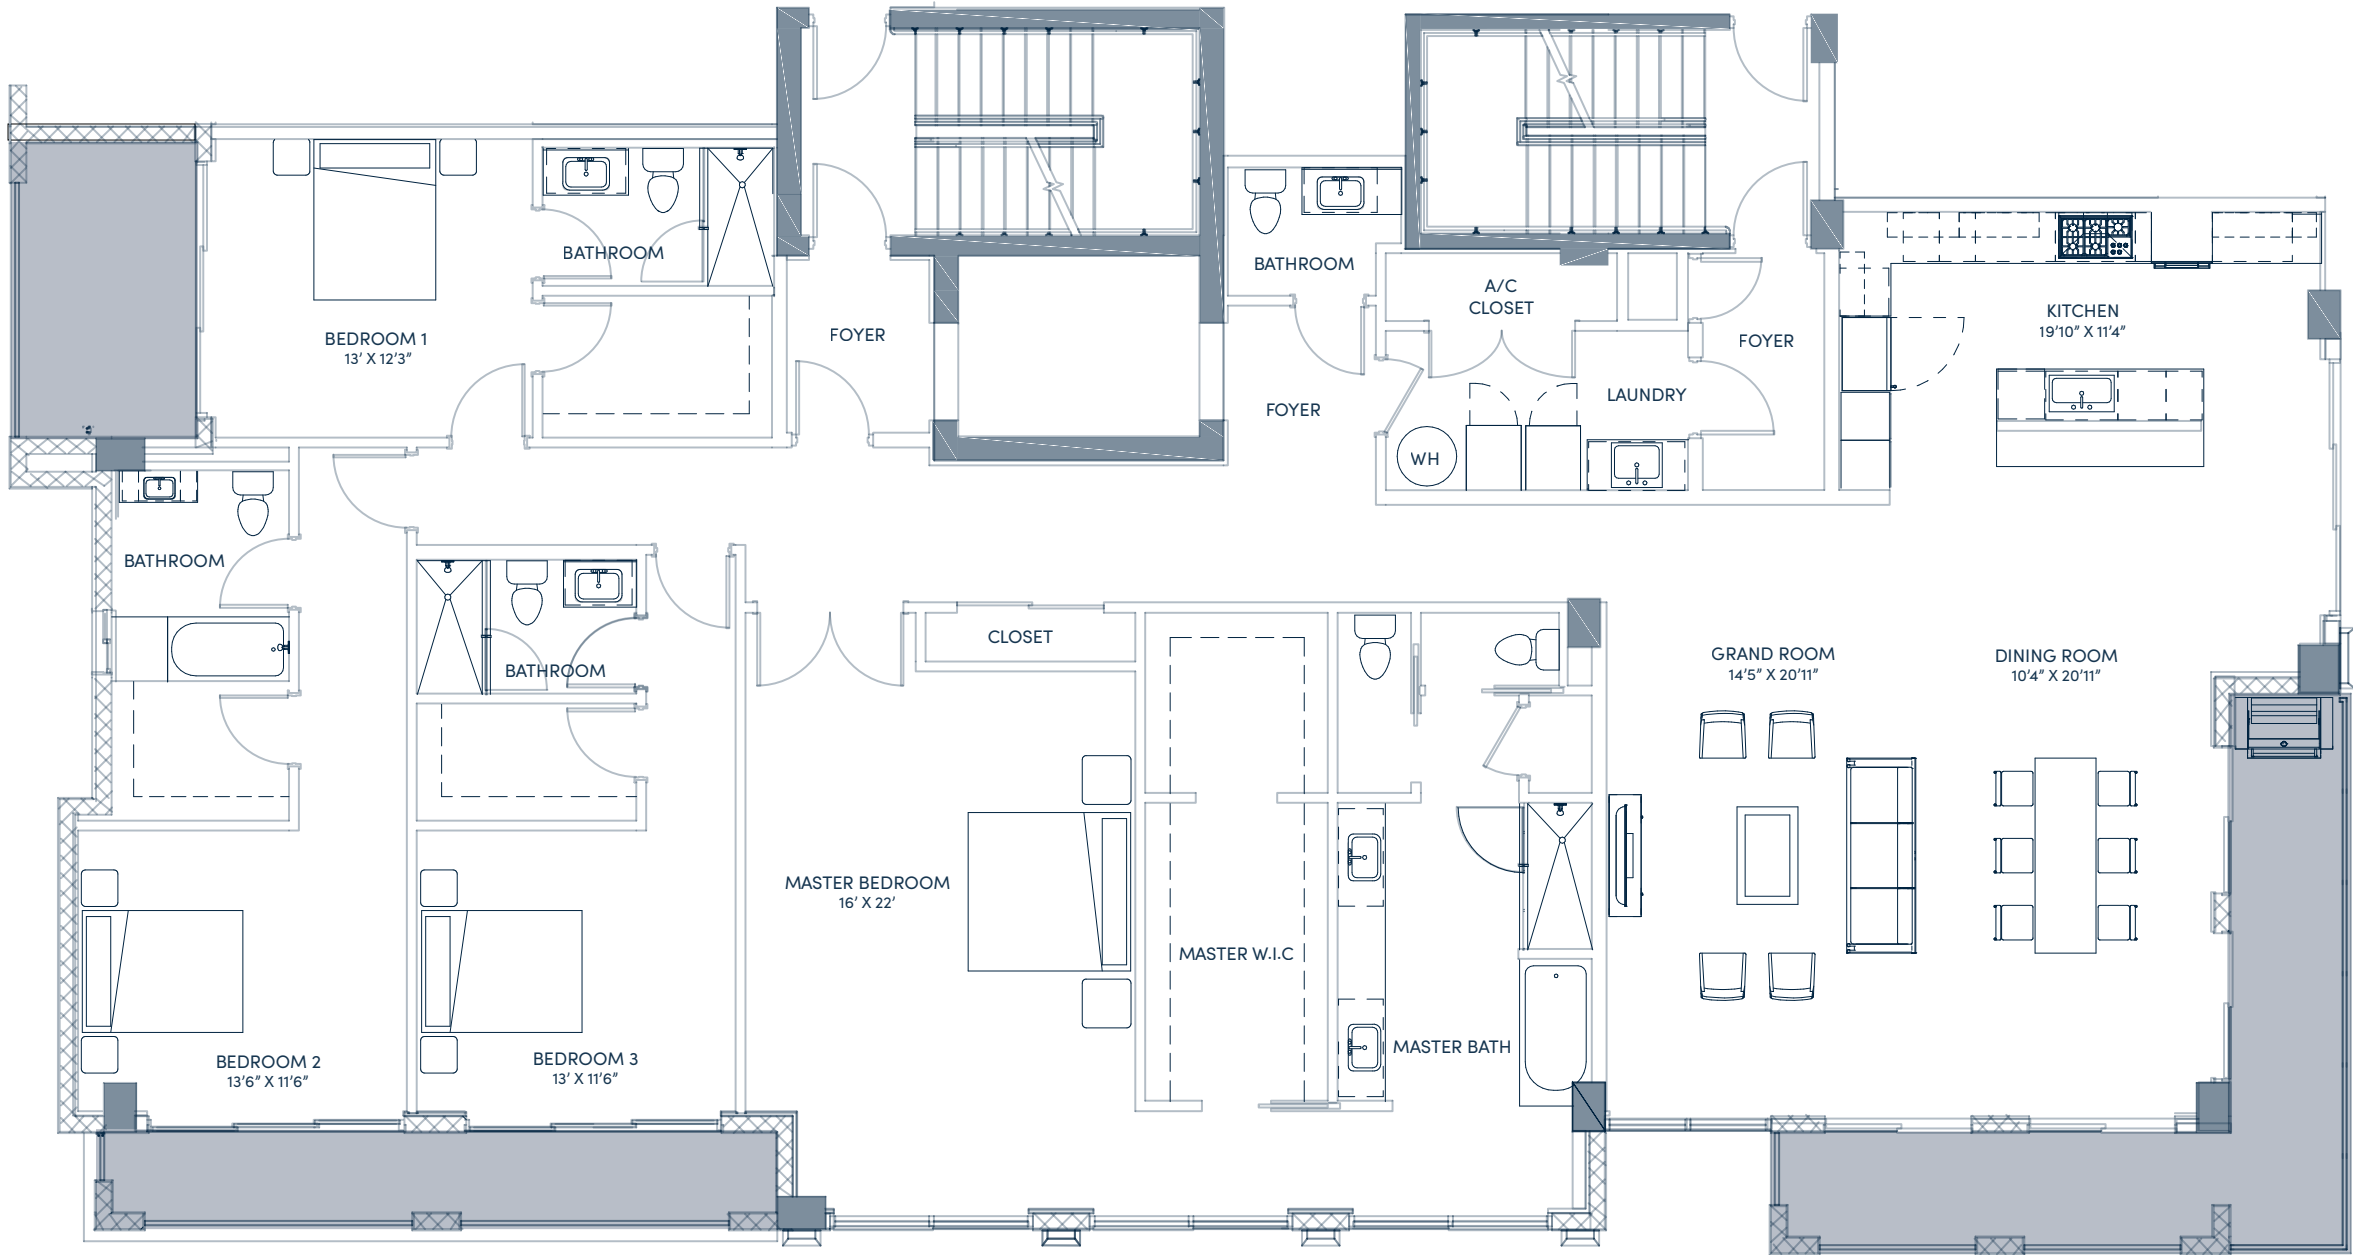 BATHROOM
BEDROOM 1
13' X 12'3"
FOYER
BATHROOM
A/C
CLOSET
FOYER
KITCHEN
19'10" X 11'4"
FOYER
LAUNDRY
WH
BATHROOM
BATHROOM
CLOSET
GRAND ROOM
14'5" X 20'11"
DINING ROOM
10'4" X 20'11"
MASTER BEDROOM
16' X 22'
MASTER W.I.C
MASTER BATH
BEDROOM 2
13'6" X 11'6"
BEDROOM 3
13' X 11'6"